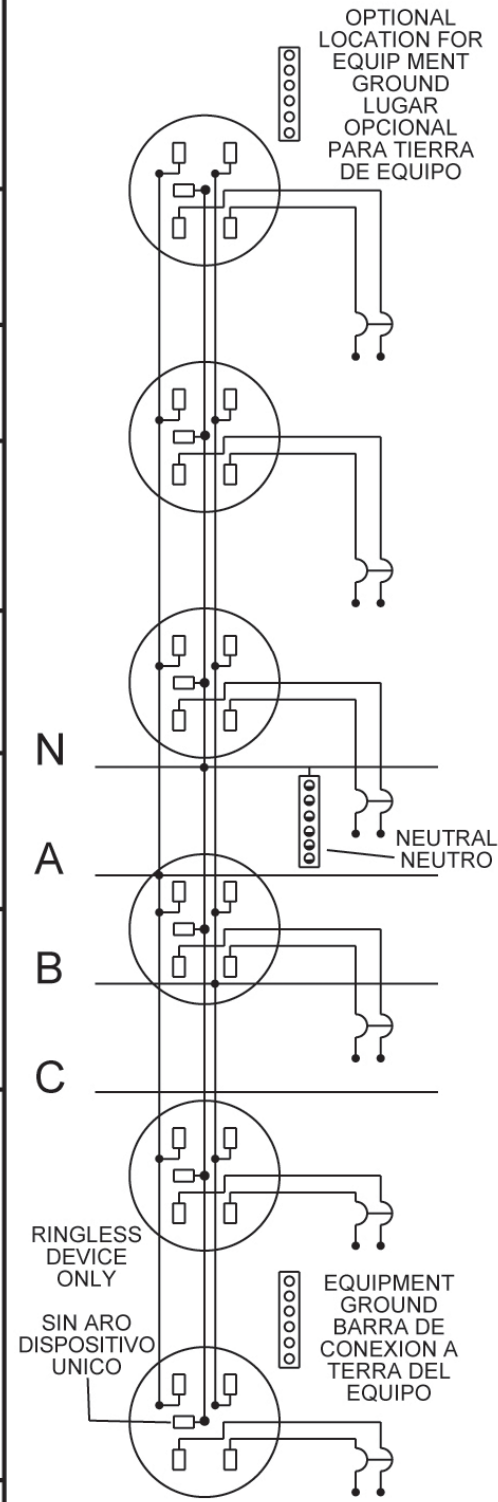 OPTIONAL
LOCATION FOR
EQUIP MENT
GROUND
LUGAR
OPCIONAL
PARA TIERRA
DE EQUIPO
N
NEUTRAL
NEUTRO
A
B
C
RINGLESS
DEVICE
ONLY
SIN ARO
DISPOSITIVO
UNICO
EQUIPMENT
GROUND
BARRA DE
CONEXION A
TERRA DEL
EQUIPO